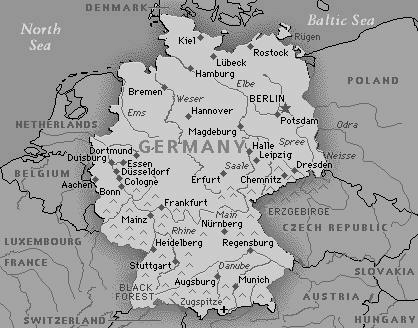 DENMARK
Baltic Sea
North
Sea
Kiel
Rügen
Rostock
Lübeck
Hamburg
POLAND
Elbe
Bremen
Weser
BERLIN
Ems
Hannover
Potsdam
NETHERLANDS
Magdeburg
Odra
Dortmund
GERMANY
Halle
Spree
Duisburg
Essen
Leipzig
Neisse
BELGIUM
Düsseldorf
Saale
Dresden
Aachen
Cologne
Erfurt
Chemnitz
Bonn
Frankfurt
ERZGEBIRGE
Mainz
Main
Nürnberg
CZECH REPUBLIC
Rhine
LUXEMBOURG
Heidelberg
Regensburg
FRANCE
Stuttgart
Danube
SLOVAKIA
Augsburg
Munich
BLACK
FOREST
AUSTRIA
Zugspitze
SWITZERLAND
HUNGARY